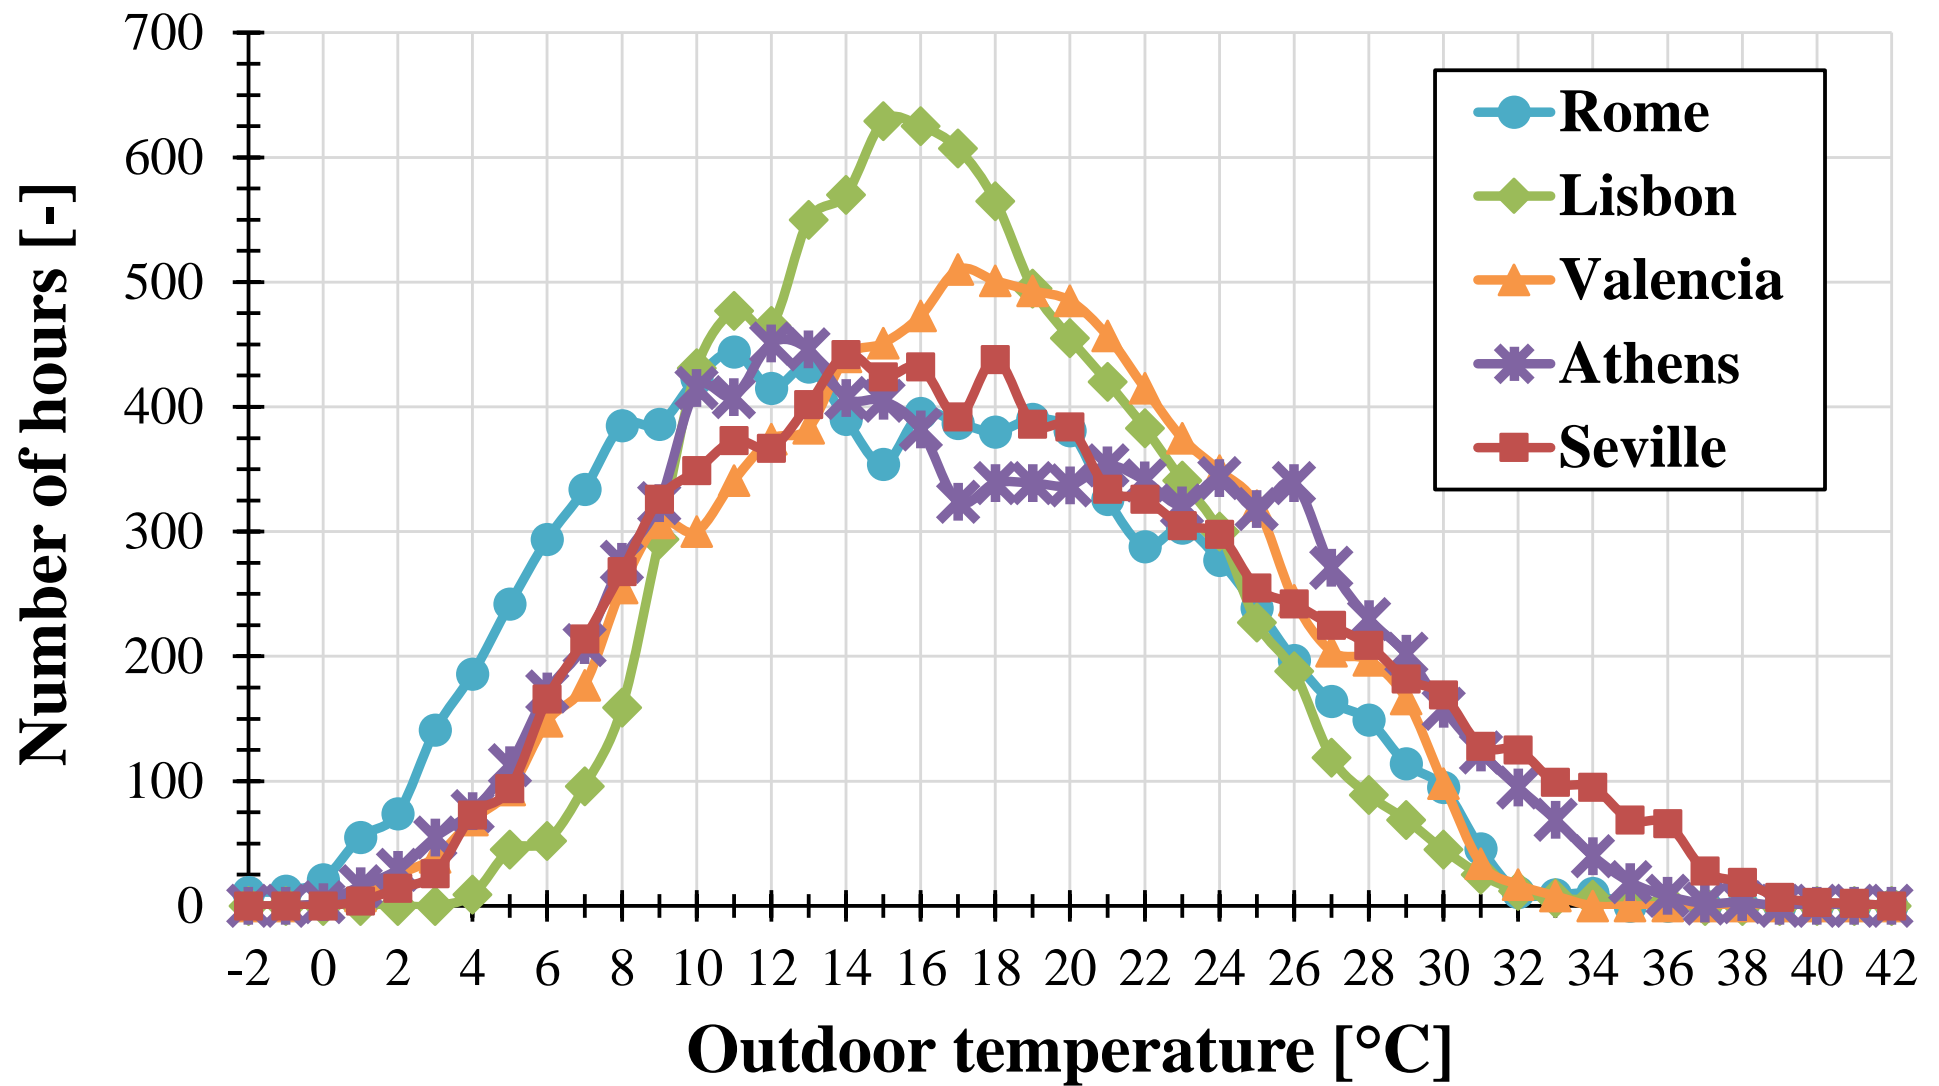 Number of hours [-]
700
600
500
400
300
200
100
0
-2 0 2 4 6 8 10 12 14 16 18 20 22 24 26 28 30 32 34 36 38 40 42
Outdoor temperature [°C]
Rome
Lisbon
Valencia
Athens
Seville